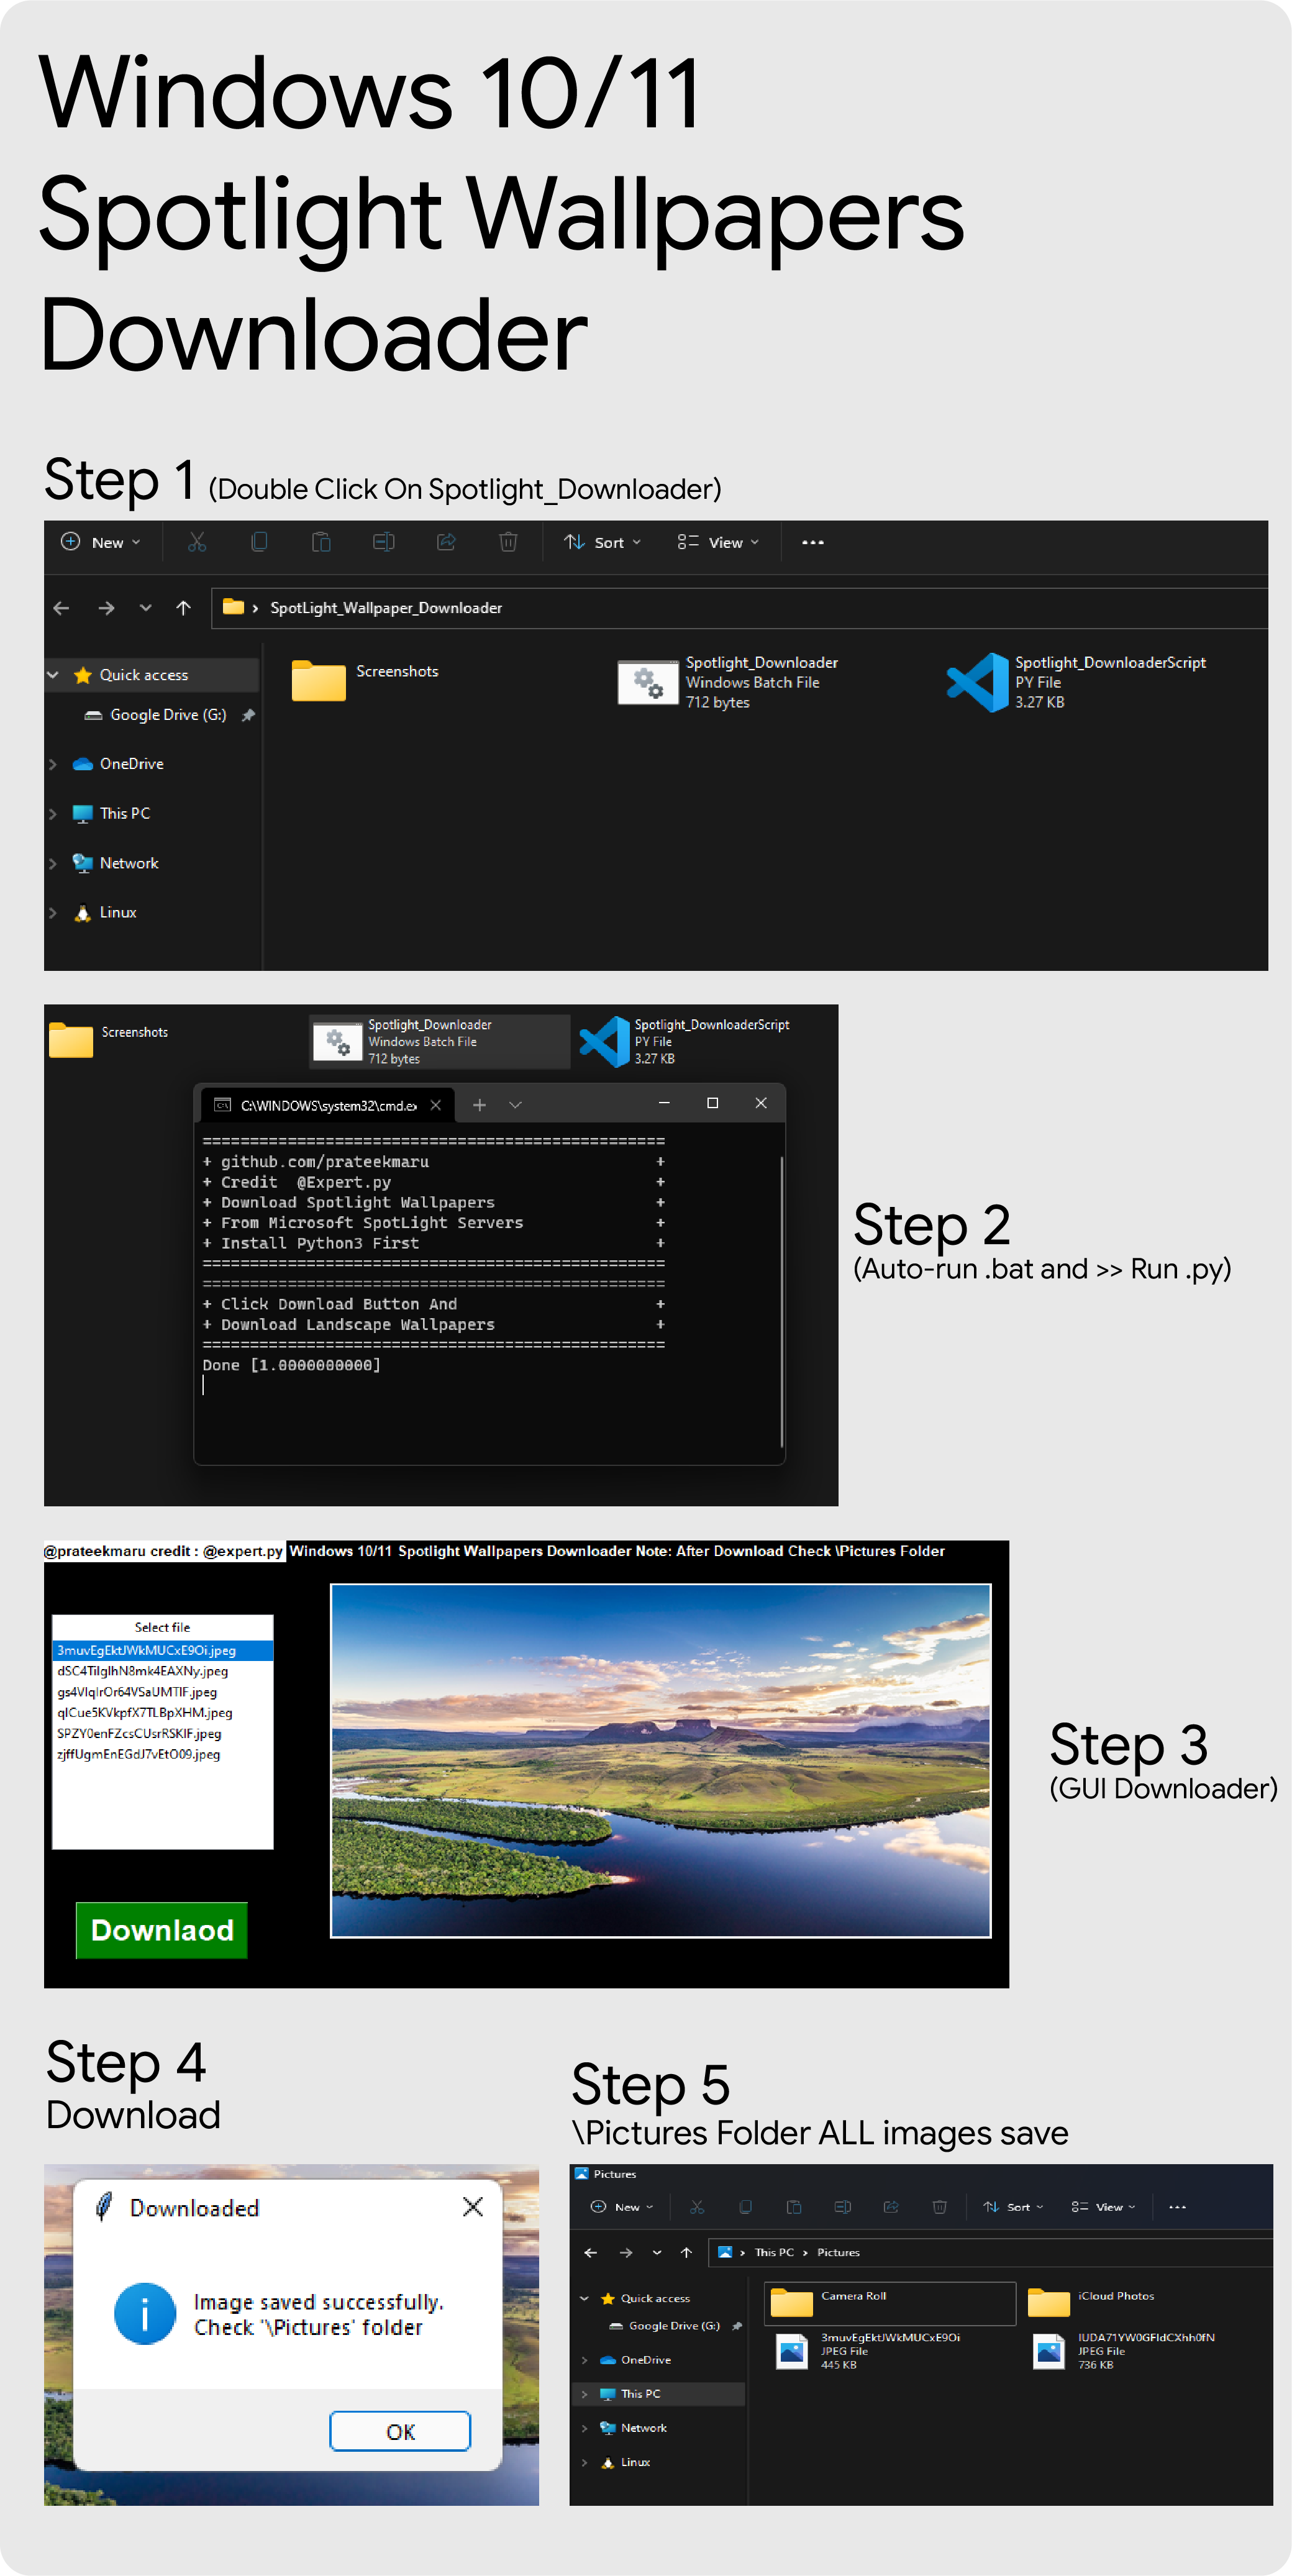 Windows 10/11
Spotlight Wallpapers
Downloader
Step 1 (Double Click On Spotlight_Downloader)
New
Sort
View
SpotLight_Wallpaper_Downloader
Quick access
Google Drive (G:)
OneDrive
This PC
Network
Linux
Screenshots
Spotlight_Downloader
Windows Batch File
712 bytes
Spotlight_DownloaderScript
PY File
3.27 KB
Screenshots
Spotlight_Downloader
Windows Batch File
712 bytes
Spotlight_DownloaderScript
PY File
3.27 KB
C:\WINDOWS\system32\cmd.ex
=================================================
+ github.com/prateekmaru +
+ Credit @Expert.py +
+ Download Spotlight Wallpapers +
+ From Microsoft SpotLight Servers +
+ Install Python3 First +
=================================================
=================================================
+ Click Download Button And +
+ Download Landscape Wallpapers +
=================================================
Done [1.0000000000]
Step 2
(Auto-run .bat and >> Run .py)
@prateekmaru credit : @expert.py Windows 10/11 Spotlight Wallpapers Downloader Note: After Download Check \Pictures Folder
Select file
3muvEgEktJWkMUCxE9Oi.jpeg
qlCue5KVkpfX7TLBpXHM.jpeg
SPZY0enFZcsCUsrRSKIF.jpeg
zjffUgmEnEGdJ7vEtO09.jpeg
Downlaod
Step 3
(GUI Downloader)
Step 4
Download
Downloaded
Image saved successfully.
Check '\Pictures' folder
OK
Step 5
\Pictures Folder ALL images save
Pictures
New
Sort
View
This PC
Pictures
Quick access
Google Drive (G:)
OneDrive
This PC
Network
Linux
Camera Roll
iCloud Photos
3muvEgEktJWkMUCxE9Oi
JPEG File
445 KB
JPEG File
736 KB